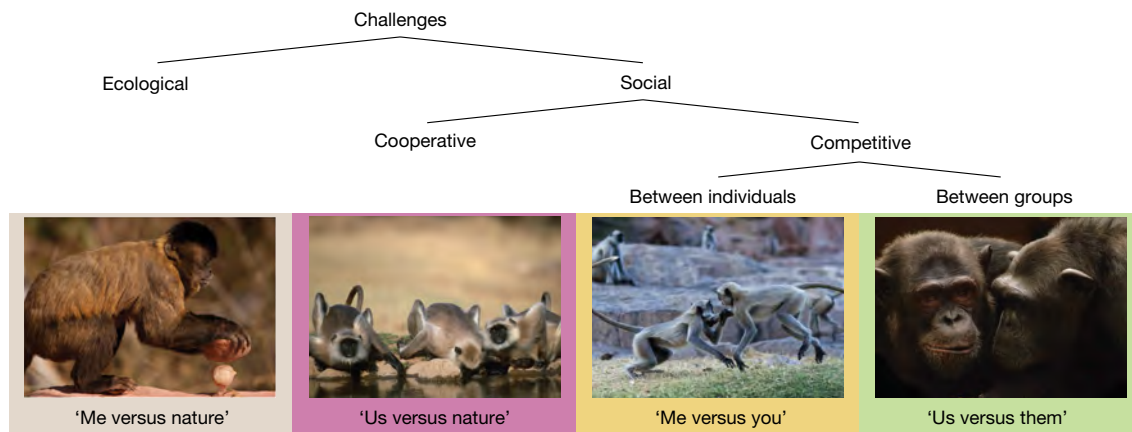 Challenges
Ecological
Social
Cooperative
Competitive
Between individuals
Between groups
‘Me versus nature’
‘Us versus nature’
‘Me versus you’
‘Us versus them’